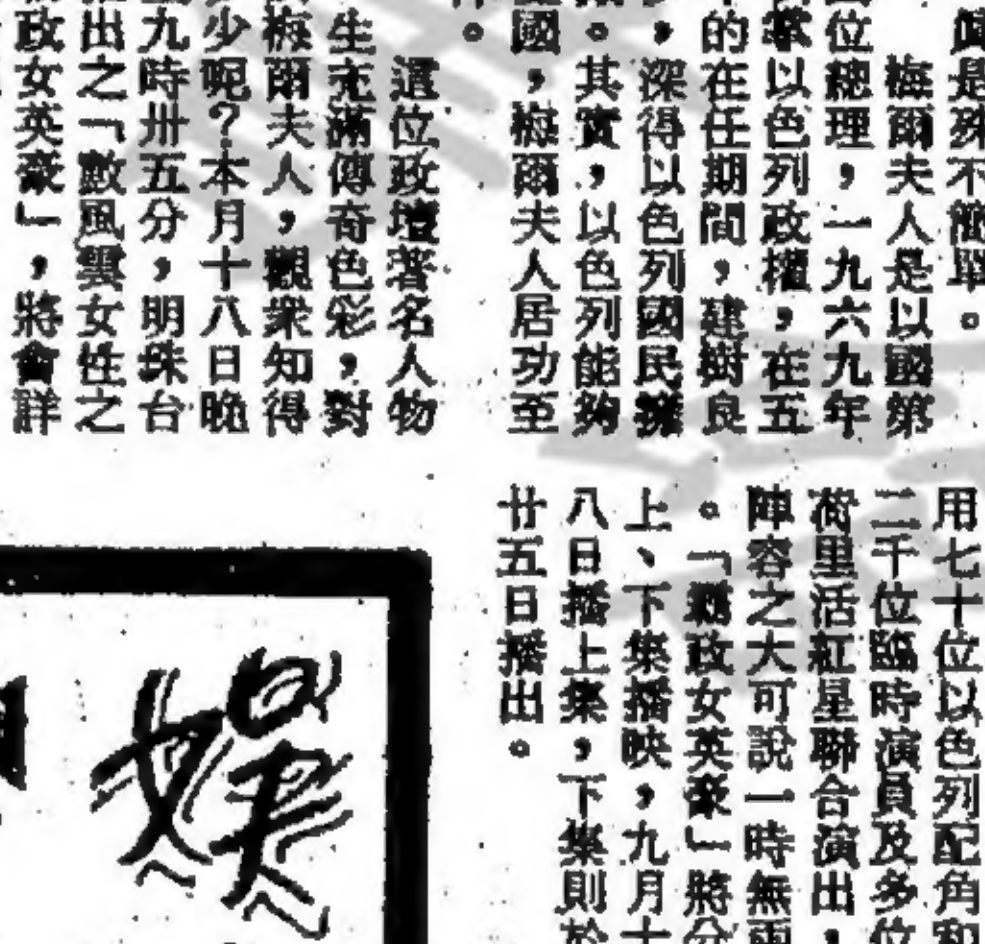 是殊不簡單。
梅爾夫人是以國第
位總理,一九六九年
掌以色列政權,在五
的在任期間,建樹良
,深得以色列國民擁
。其實,以色列能夠
國,梅爾夫人居功至
。
這位政壇著名人物
生充滿傳奇色彩,對
梅爾夫人,觀衆知得
少呢?本月十八日晚
九時卅五分,明珠台
出之「數風雲女性之
政女英豪」,將會詳
用七十位以色列配角和
二千位臨時演員及多位
荷里活紅星聯合演出,
陣容之大可說一時無兩
。「鐵政女英豪」將分
上、下集播映,九月十
八日播上集,下集則於
廿五日播出。
娛